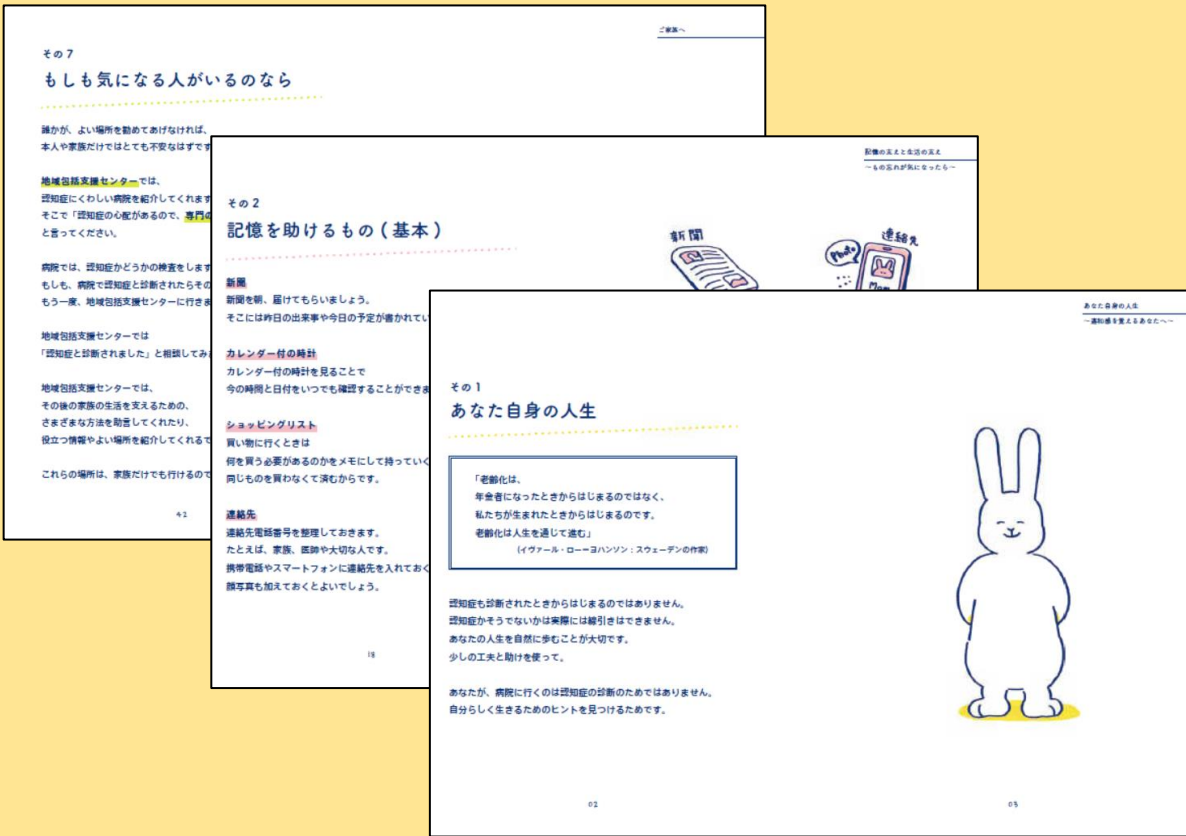 ご家族へ
その7
もしも気になる人がいるのなら
誰かが、よい場所を勧めてあげなければ、
本人や家族だけではとても不安なはずです
地域包括支援センターでは、
認知症にくわしい病院を紹介してくれます
そこで「認知症の心配があるので、専門の
と言ってください。
病院では、認知症かどうかの検査をします
もしも、病院で認知症と診断されたらその
もう一度、地域包括支援センターに行きま
地域包括支援センターでは
「認知症と診断されました」と相談してみ
地域包括支援センターでは、
その後の家族の生活を支えるための、
さまざまな方法を助言してくれたり、
役立つ情報やよい場所を紹介してくれるで
これらの場所は、家族だけでも行けるので
42
記憶の支えと生活の支え
〜もの忘れが気になったら〜
その2
記憶を助けるもの(基本)
新聞
新聞を朝、届けてもらいましょう。
そこには昨日の出来事や今日の予定が書かれてい
カレンダー付の時計
カレンダー付の時計を見ることで
今の時間と日付をいつでも確認することができま
ショッピングリスト
買い物に行くときは
何を買う必要があるのかをメモにして持っていく
同じものを買わなくて済むからです。
連絡先
連絡先電話番号を整理しておきます。
たとえば、家族、医師や大切な人です。
携帯電話やスマートフォンに連絡先を入れておく
顔写真も加えておくとよいでしょう。
18
新聞
連絡先
Photo
Mom
あなた自身の人生
〜違和感を覚えるあなたへ〜
その1
あなた自身の人生
「老齢化は、
年金者になったときからはじまるのではなく、
私たちが生まれたときからはじまるのです。
老齢化は人生を通じて進む」
(イヴァール・ロー=ヨハンソン:スウェーデンの作家)
認知症も診断されたときからはじまるのではありません。
認知症かそうでないかは実際には線引きはできません。
あなたの人生を自然に歩むことが大切です。
少しの工夫と助けを使って。
あなたが、病院に行くのは認知症の診断のためではありません。
自分らしく生きるためのヒントを見つけるためです。
02
03